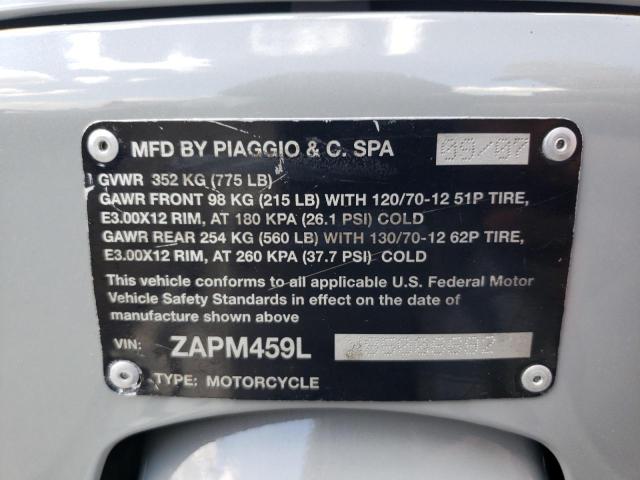 MFD BY PIAGGIO & C. SPA 09/07
GVWR 352 KG (775 LB)
GAWR FRONT 98 KG (215 LB) WITH 120/70-12 51P TIRE,
E3.00X12 RIM, AT 180 KPA (26.1 PSI) COLD
GAWR REAR 254 KG (560 LB) WITH 130/70-12 62P TIRE,
E3.00X12 RIM, AT 260 KPA (37.7 PSI) COLD
This vehicle conforms to all applicable U.S. Federal Motor
Vehicle Safety Standards in effect on the date of
manufacture shown above
VIN: ZAPM459L
TYPE: MOTORCYCLE